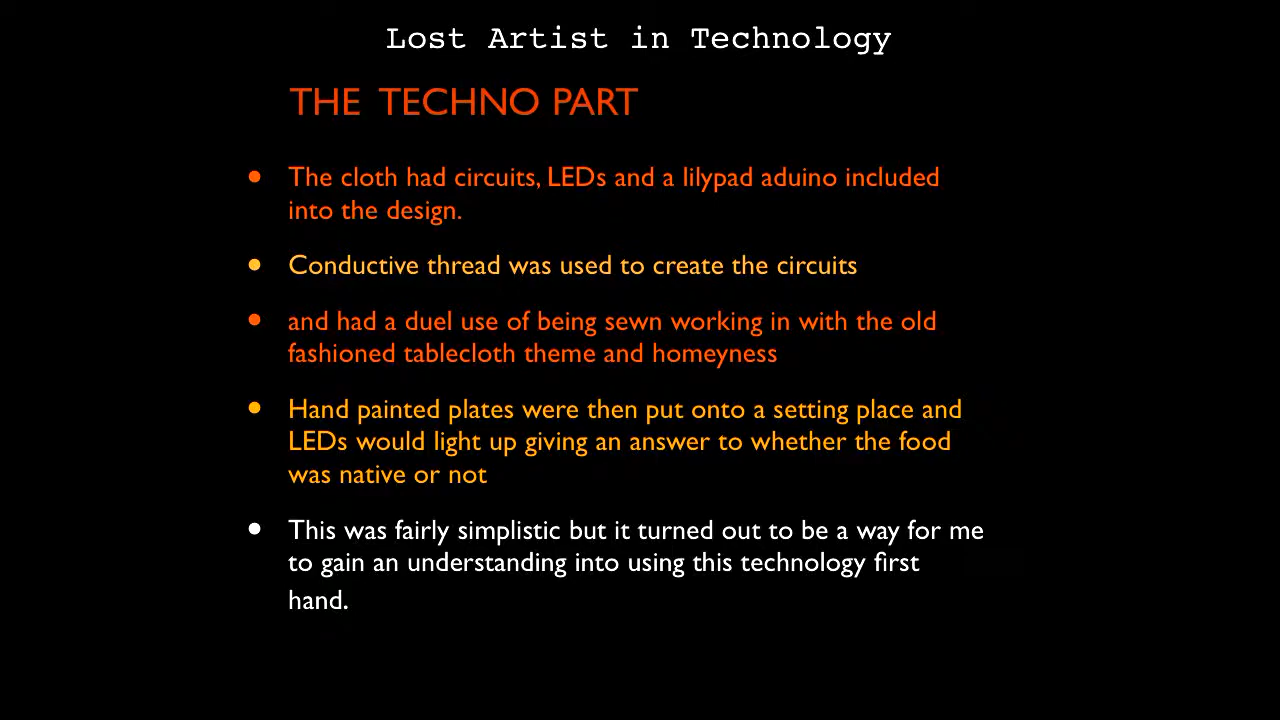 Lost Artist in Technology
THE TECHNO PART
• The cloth had circuits, LEDs and a lilypad aduino included
into the design.
• Conductive thread was used to create the circuits
• and had a duel use of being sewn working in with the old
fashioned tablecloth theme and homeyness
• Hand painted plates were then put onto a setting place and
LEDs would light up giving an answer to whether the food
was native or not
• This was fairly simplistic but it turned out to be a way for me
to gain an understanding into using this technology first
hand.